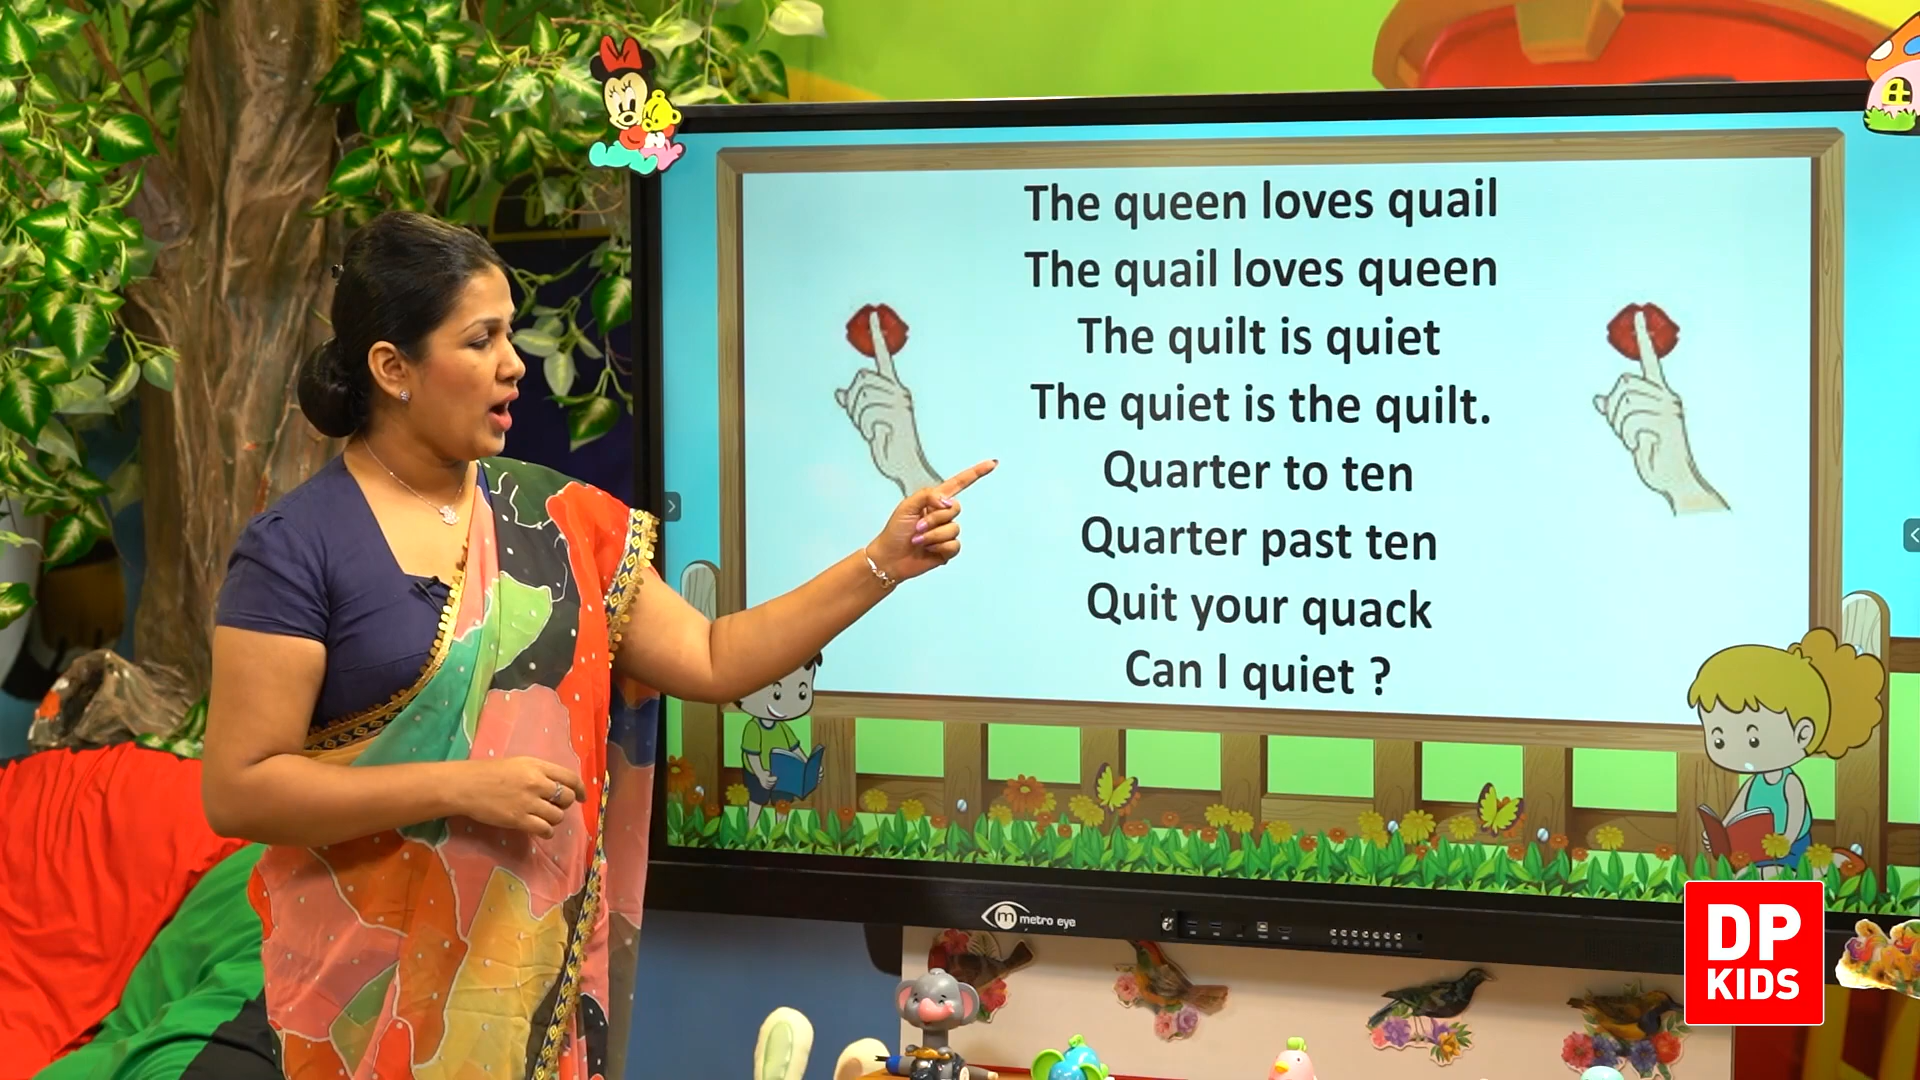 The queen loves quail
The quail loves queen
The quilt is quiet
The quiet is the quilt.
Quarter to ten
Quarter past ten
Quit your quack
Can I quiet ?
m metro eye
DP
KIDS